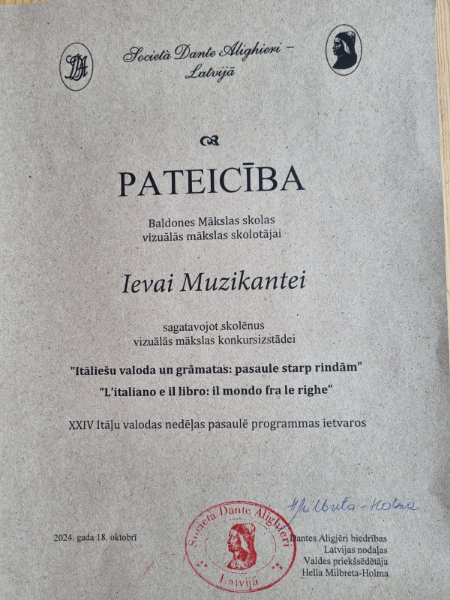 Società Dante Alighieri –
Latvijā
PATEICĪBA
Baldones Mākslas skolas
vizuālās mākslas skolotājai
Ievai Muzikantei
sagatavojot skolēnus
vizuālās mākslas konkursizstādei
"Itāliešu valoda un grāmatas: pasaule starp rindām"
"L'italiano e il libro: il mondo fra le righe"
XXIV Itāļu valodas nedēļas pasaulē programmas ietvaros
2024. gada 18. oktobrī
Società Dante Alighieri
Latvijā
Dantes Aligjēri biedrības
Latvijas nodaļas
Valdes priekšsēdētāja
Hella Milbreta-Holma